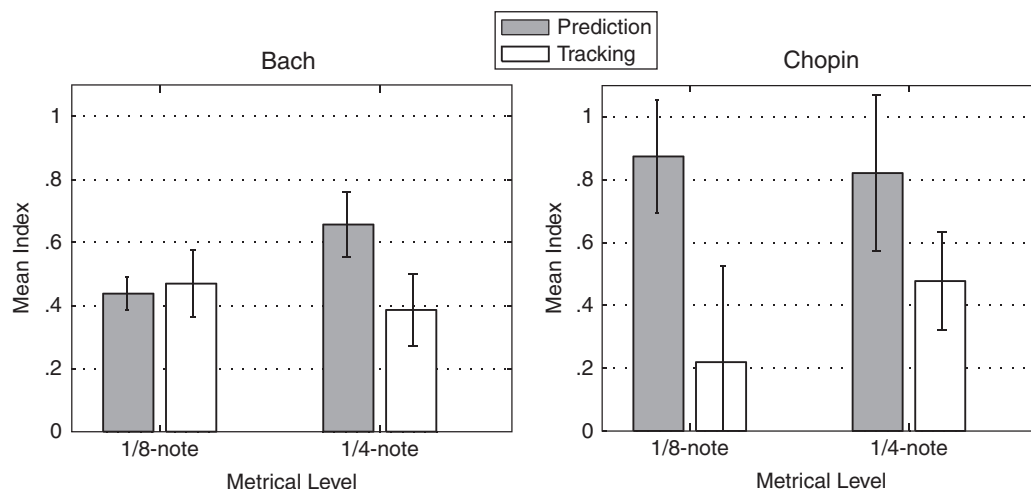 Prediction
Tracking
Bach
Chopin
Mean Index
1
.8
.6
.4
.2
0
1/8-note
1/4-note
Metrical Level
Mean Index
1
.8
.6
.4
.2
0
1/8-note
1/4-note
Metrical Level